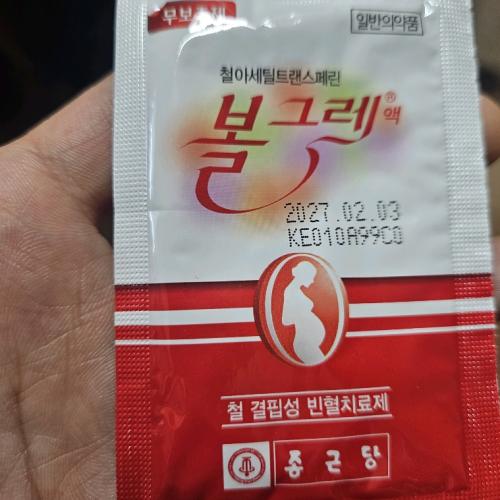 무보존제
일반의약품
철아세틸트랜스페린
볼그레® 액
2027.02.03
KE010A99C0
철 결핍성 빈혈치료제
종근당